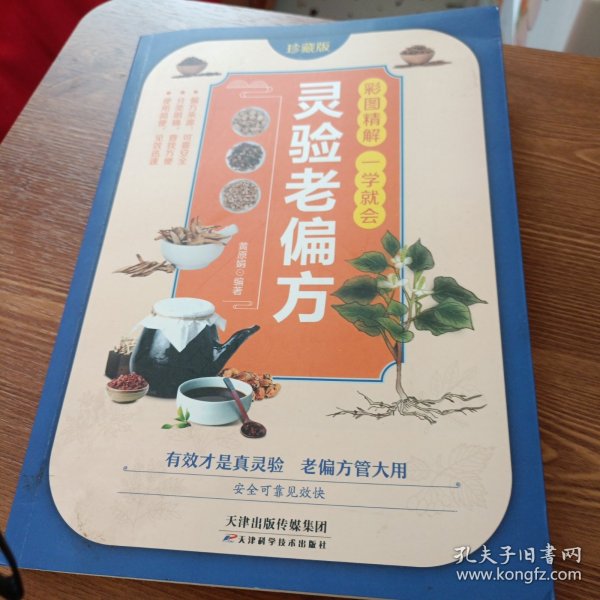 珍藏版
彩图精解 一学就会
灵验老偏方
黄原娟◎编著
有效才是真灵验 老偏方管大用
安全可靠见效快
天津出版传媒集团
天津科学技术出版社
孔夫子旧书网
www.kongfz.com